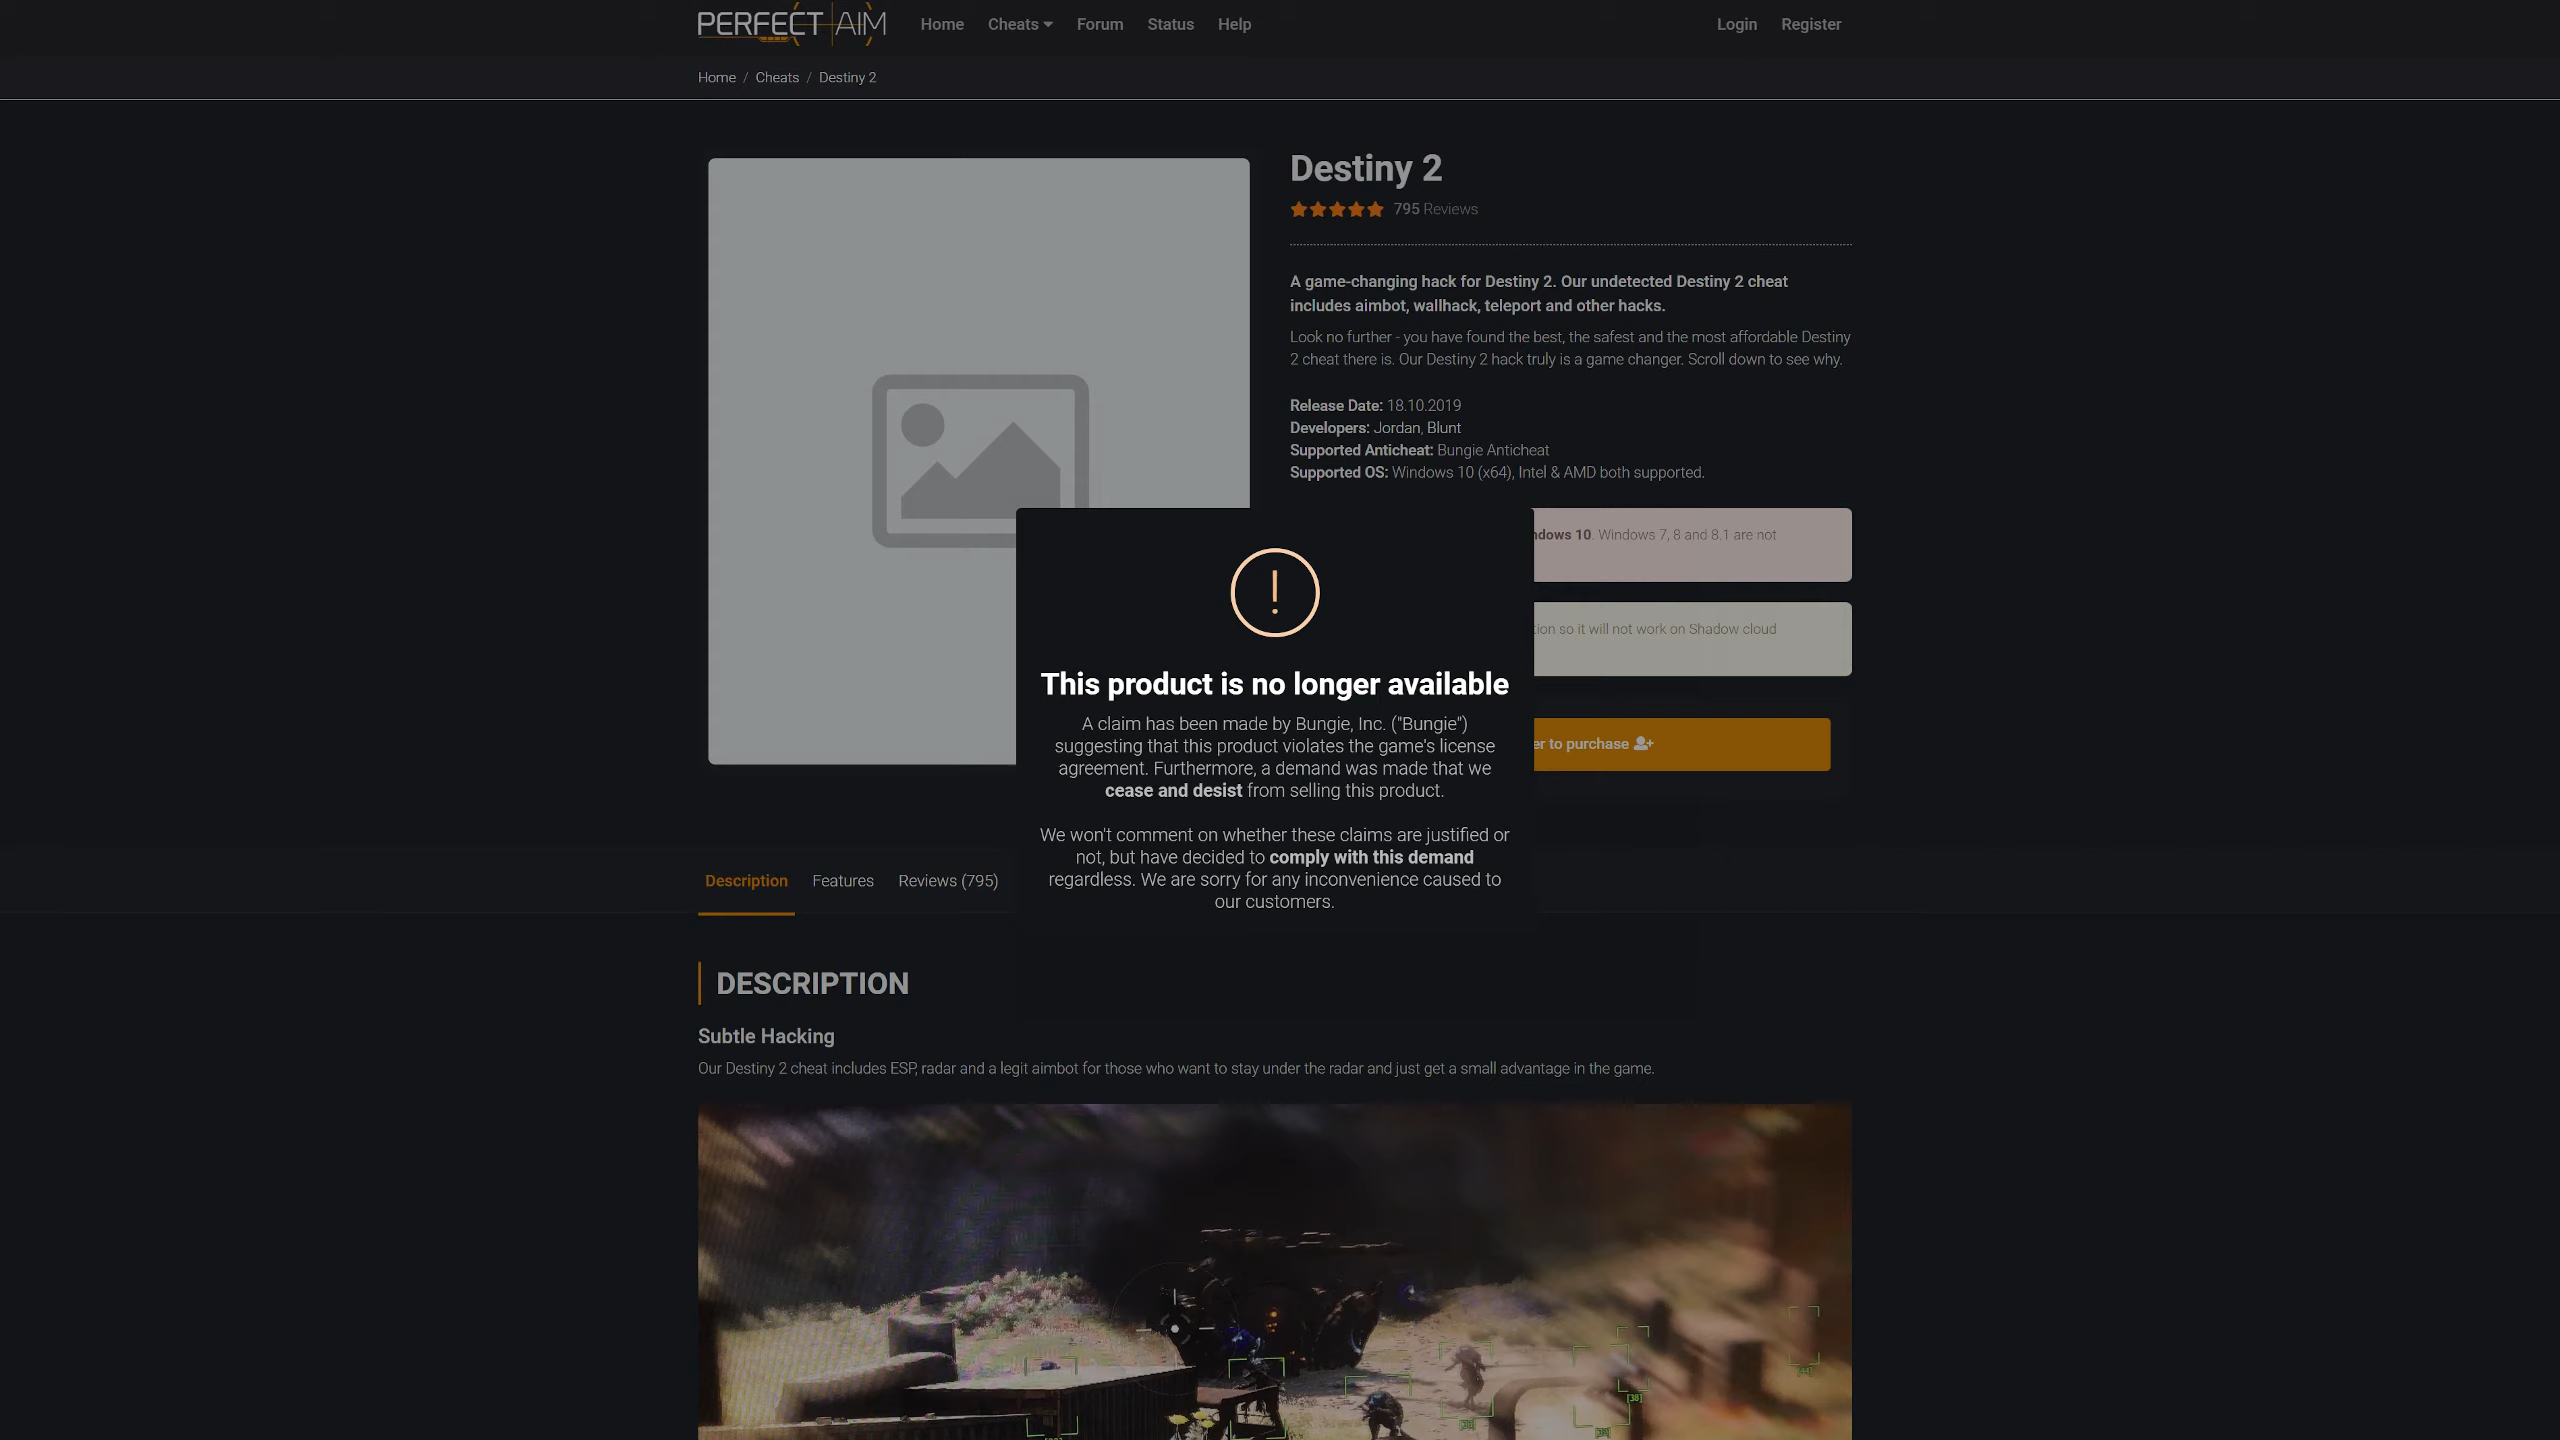 PERFECT AIM
Home
Cheats
Forum
Status
Help
Login
Register
Home / Cheats / Destiny 2
Destiny 2
795 Reviews
A game-changing hack for Destiny 2. Our undetected Destiny 2 cheat
includes aimbot, wallhack, teleport and other hacks.
Look no further - you have found the best, the safest and the most affordable Destiny
2 cheat there is. Our Destiny 2 hack truly is a game changer. Scroll down to see why.
Release Date: 18.10.2019
Developers: Jordan, Blunt
Supported Anticheat: Bungie Anticheat
Supported OS: Windows 10 (x64), Intel & AMD both supported.
ndows 10. Windows 7, 8 and 8.1 are not
tion so it will not work on Shadow cloud
er to purchase
!
This product is no longer available
A claim has been made by Bungie, Inc. ("Bungie")
suggesting that this product violates the game's license
agreement. Furthermore, a demand was made that we
cease and desist from selling this product.
We won't comment on whether these claims are justified or
not, but have decided to comply with this demand
regardless. We are sorry for any inconvenience caused to
our customers.
Description
Features
Reviews (795)
DESCRIPTION
Subtle Hacking
Our Destiny 2 cheat includes ESP, radar and a legit aimbot for those who want to stay under the radar and just get a small advantage in the game.
[38]